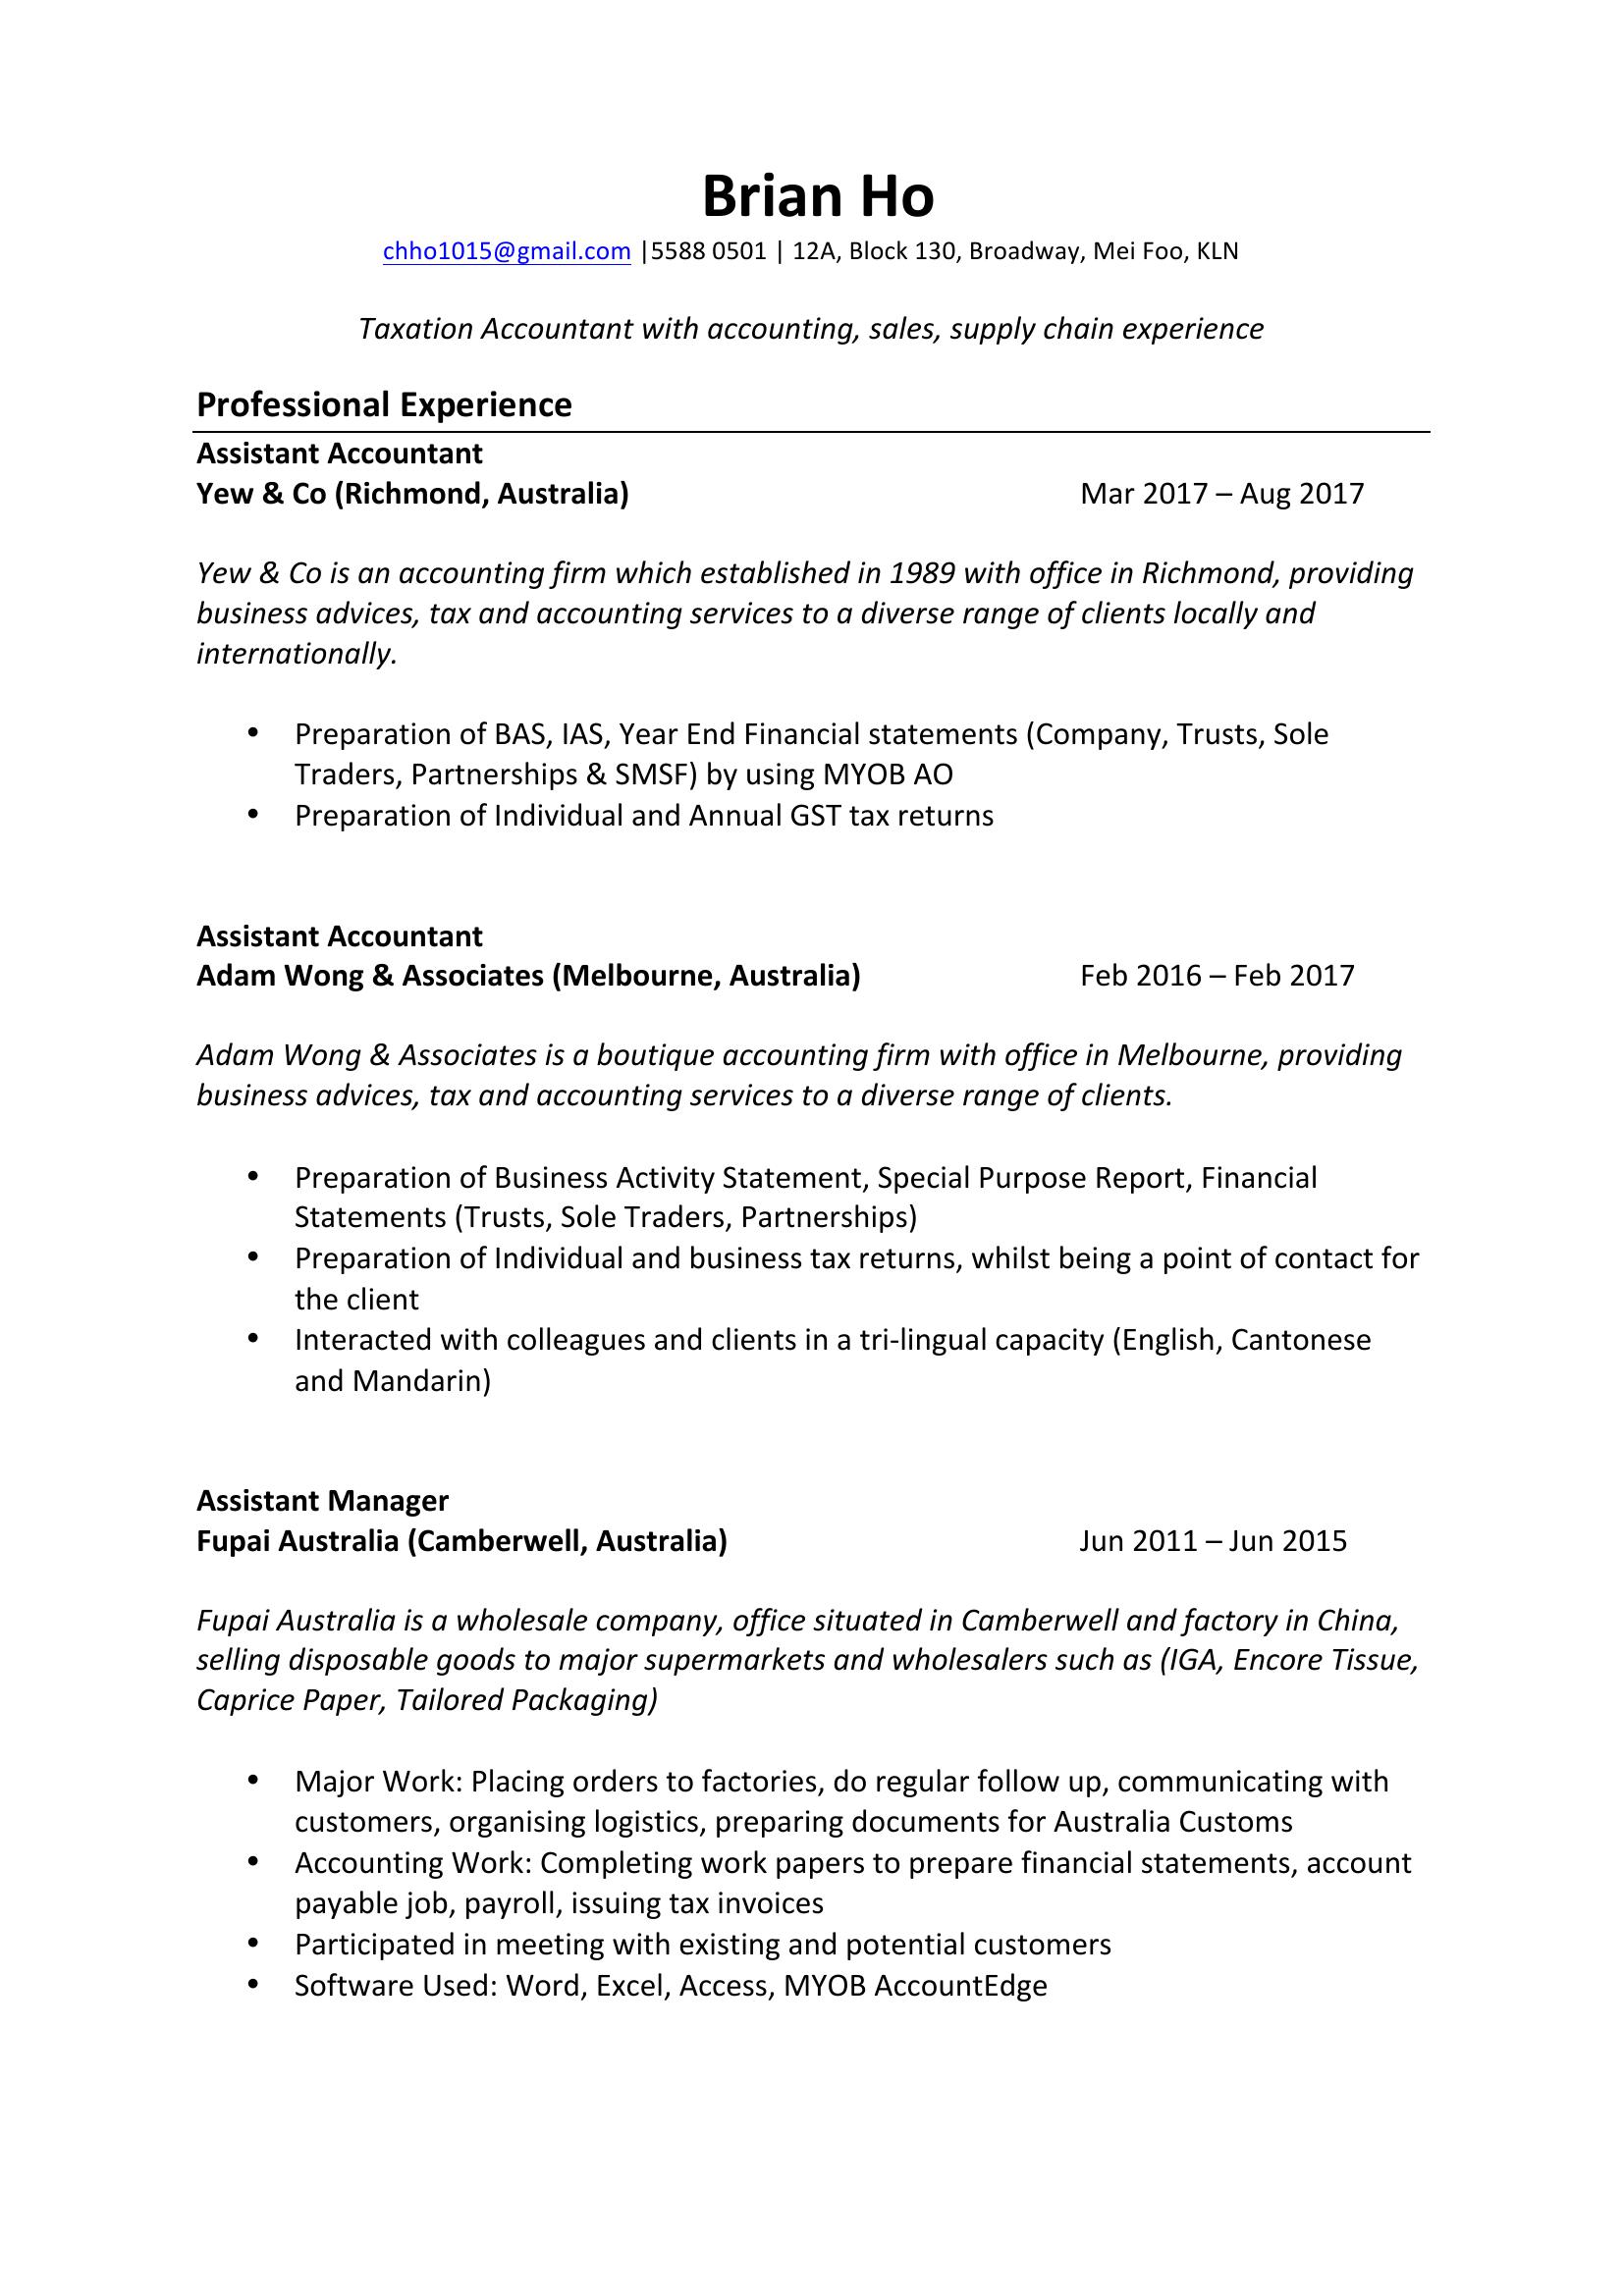 Brian Ho
chho1015@gmail.com |5588 0501 | 12A, Block 130, Broadway, Mei Foo, KLN
Taxation Accountant with accounting, sales, supply chain experience
Professional Experience
Assistant Accountant
Yew & Co (Richmond, Australia) Mar 2017 – Aug 2017
Yew & Co is an accounting firm which established in 1989 with office in Richmond, providing
business advices, tax and accounting services to a diverse range of clients locally and
internationally.
• Preparation of BAS, IAS, Year End Financial statements (Company, Trusts, Sole
Traders, Partnerships & SMSF) by using MYOB AO
• Preparation of Individual and Annual GST tax returns
Assistant Accountant
Adam Wong & Associates (Melbourne, Australia) Feb 2016 – Feb 2017
Adam Wong & Associates is a boutique accounting firm with office in Melbourne, providing
business advices, tax and accounting services to a diverse range of clients.
• Preparation of Business Activity Statement, Special Purpose Report, Financial
Statements (Trusts, Sole Traders, Partnerships)
• Preparation of Individual and business tax returns, whilst being a point of contact for
the client
• Interacted with colleagues and clients in a tri-lingual capacity (English, Cantonese
and Mandarin)
Assistant Manager
Fupai Australia (Camberwell, Australia) Jun 2011 – Jun 2015
Fupai Australia is a wholesale company, office situated in Camberwell and factory in China,
selling disposable goods to major supermarkets and wholesalers such as (IGA, Encore Tissue,
Caprice Paper, Tailored Packaging)
• Major Work: Placing orders to factories, do regular follow up, communicating with
customers, organising logistics, preparing documents for Australia Customs
• Accounting Work: Completing work papers to prepare financial statements, account
payable job, payroll, issuing tax invoices
• Participated in meeting with existing and potential customers
• Software Used: Word, Excel, Access, MYOB AccountEdge